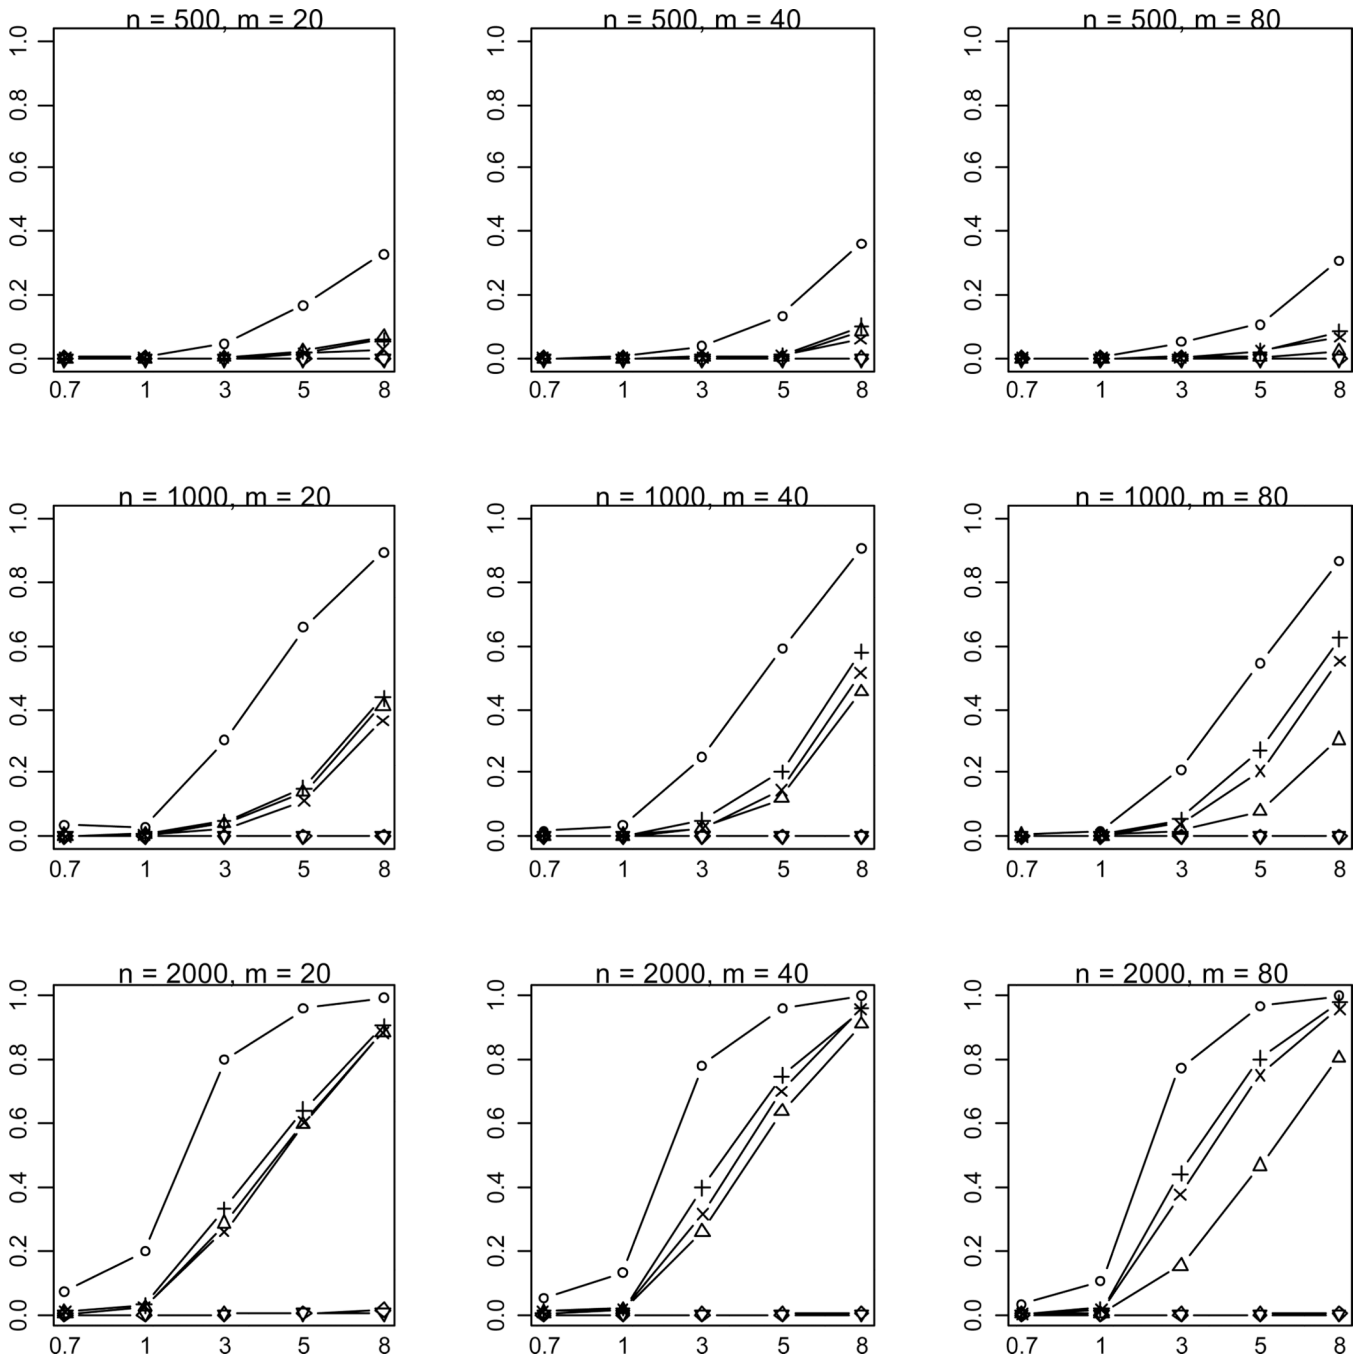 n = 500, m = 20
n = 500, m = 40
n = 500, m = 80
1.0 0.8 0.6 0.4 0.2 0.0
1.0 0.8 0.6 0.4 0.2 0.0
1.0 0.8 0.6 0.4 0.2 0.0
0.7 1 3 5 8
0.7 1 3 5 8
0.7 1 3 5 8
n = 1000, m = 20
n = 1000, m = 40
n = 1000, m = 80
1.0 0.8 0.6 0.4 0.2 0.0
1.0 0.8 0.6 0.4 0.2 0.0
1.0 0.8 0.6 0.4 0.2 0.0
0.7 1 3 5 8
0.7 1 3 5 8
0.7 1 3 5 8
n = 2000, m = 20
n = 2000, m = 40
n = 2000, m = 80
1.0 0.8 0.6 0.4 0.2 0.0
1.0 0.8 0.6 0.4 0.2 0.0
1.0 0.8 0.6 0.4 0.2 0.0
0.7 1 3 5 8
0.7 1 3 5 8
0.7 1 3 5 8